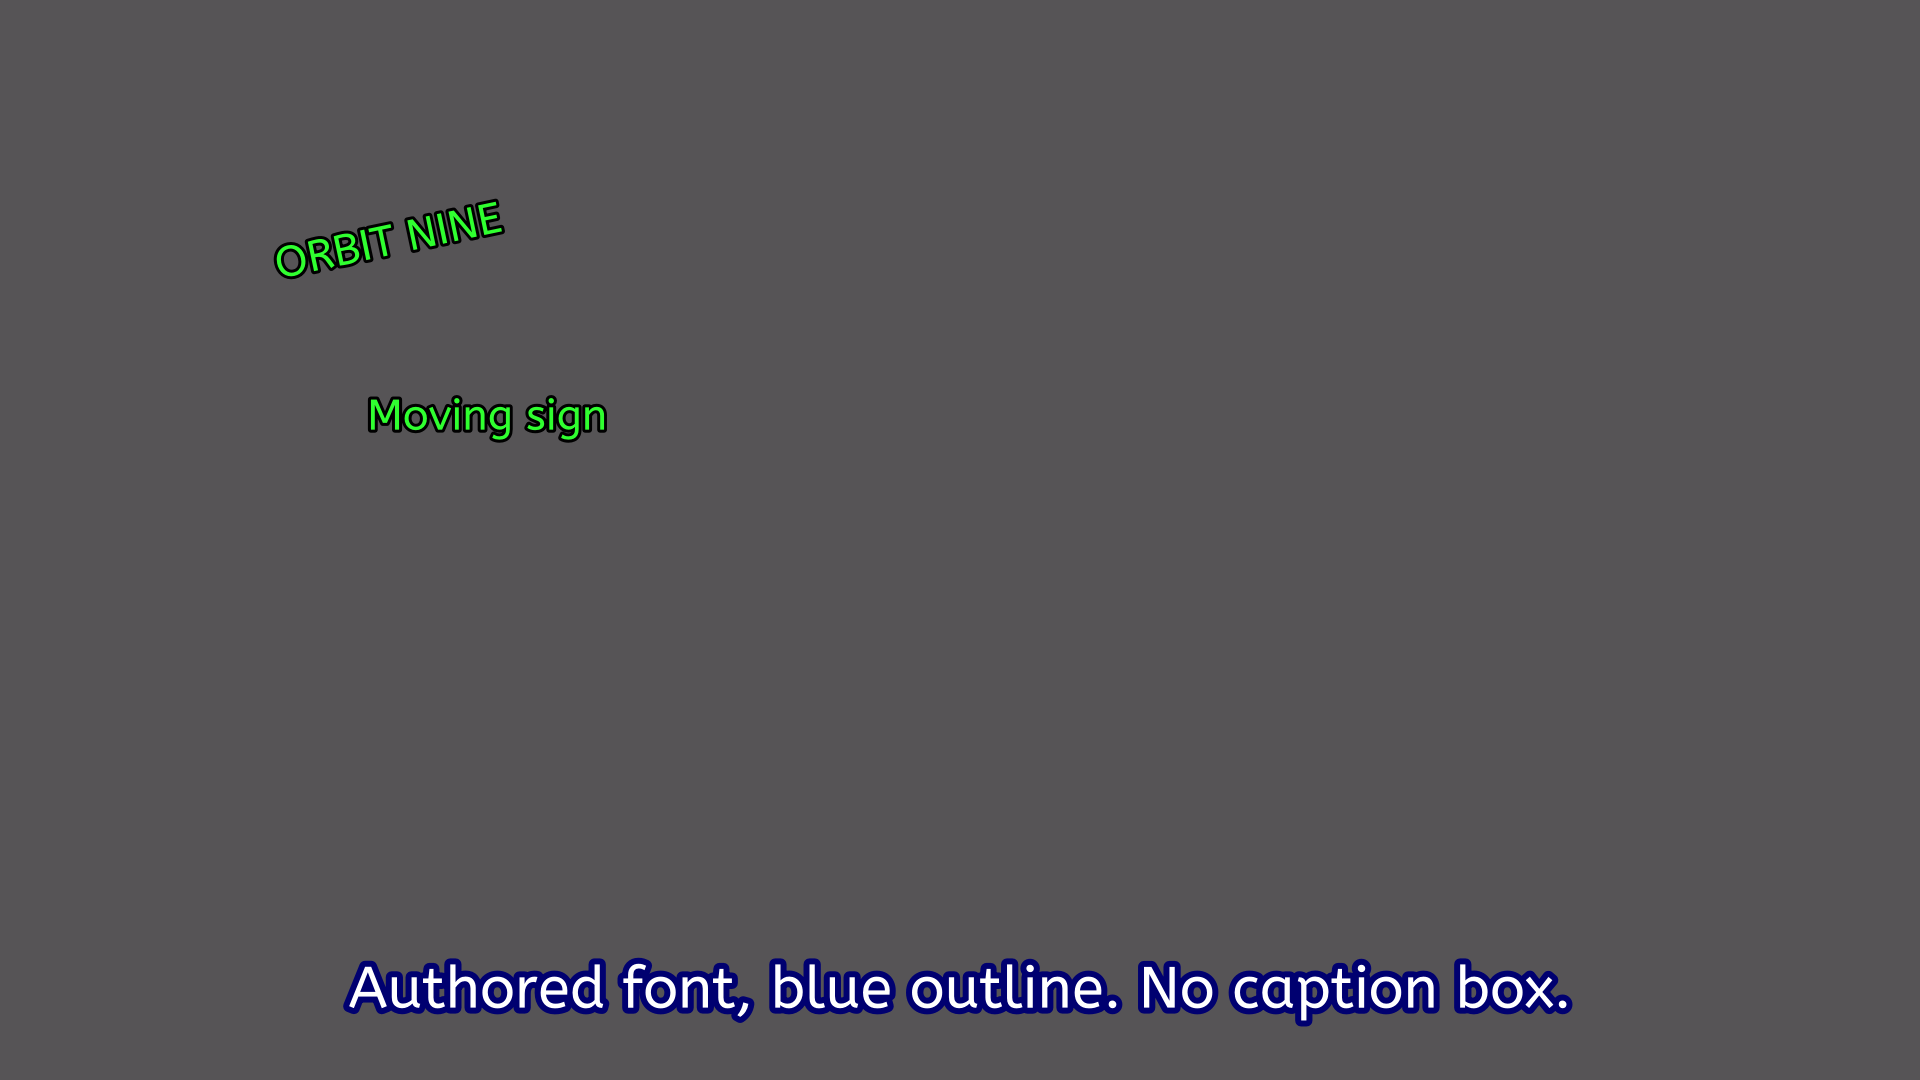 ORBIT NINE
Moving sign
Authored font, blue outline. No caption box.